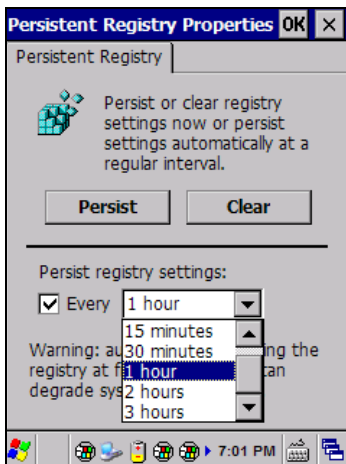 Persistent Registry Properties OK
Persistent Registry
Persist or clear registry
settings now or persist
settings automatically at a
regular interval.
Persist Clear
Persist registry settings:
Every 1 hour
15 minutes
30 minutes
1 hour
2 hours
3 hours
Warning: au ing the
registry at f an
degrade sys
7:01 PM